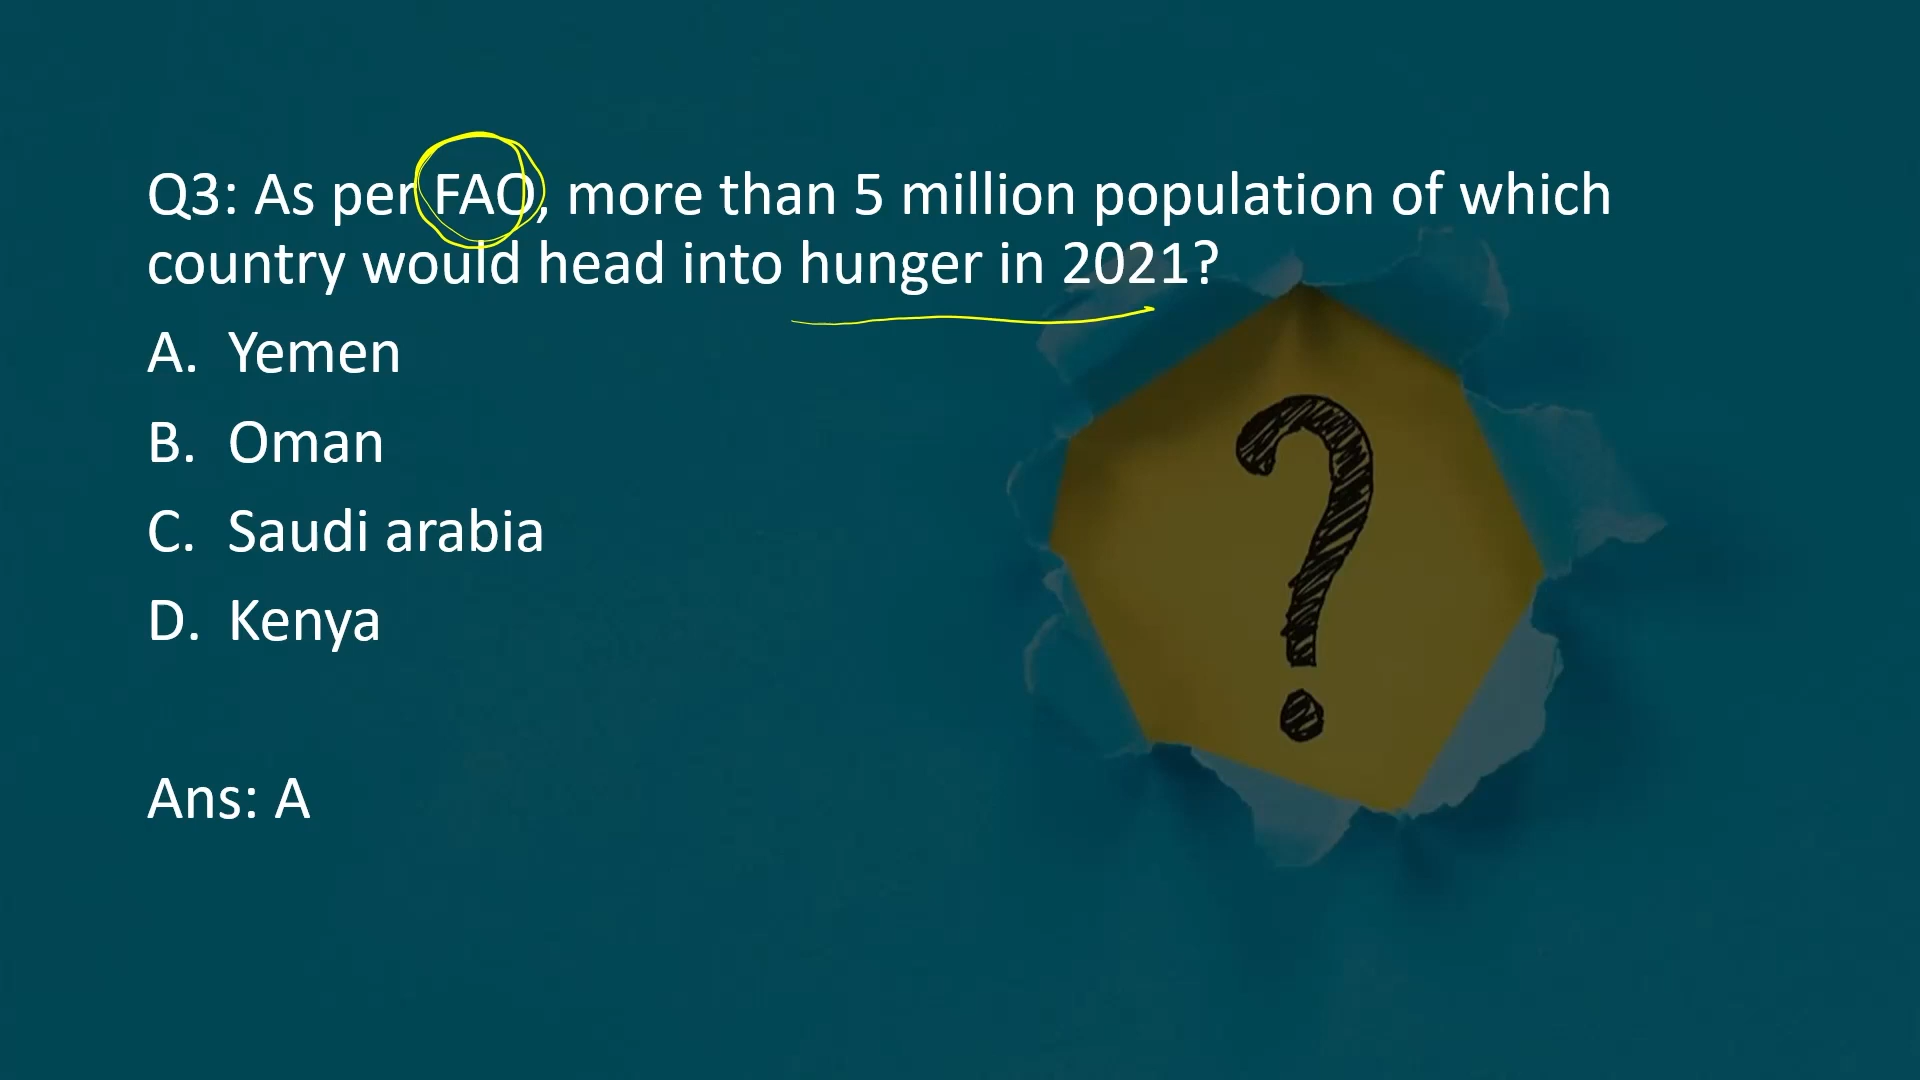 Q3: As per FAO, more than 5 million population of which
country would head into hunger in 2021?
A. Yemen
B. Oman
C. Saudi arabia
D. Kenya
Ans: A